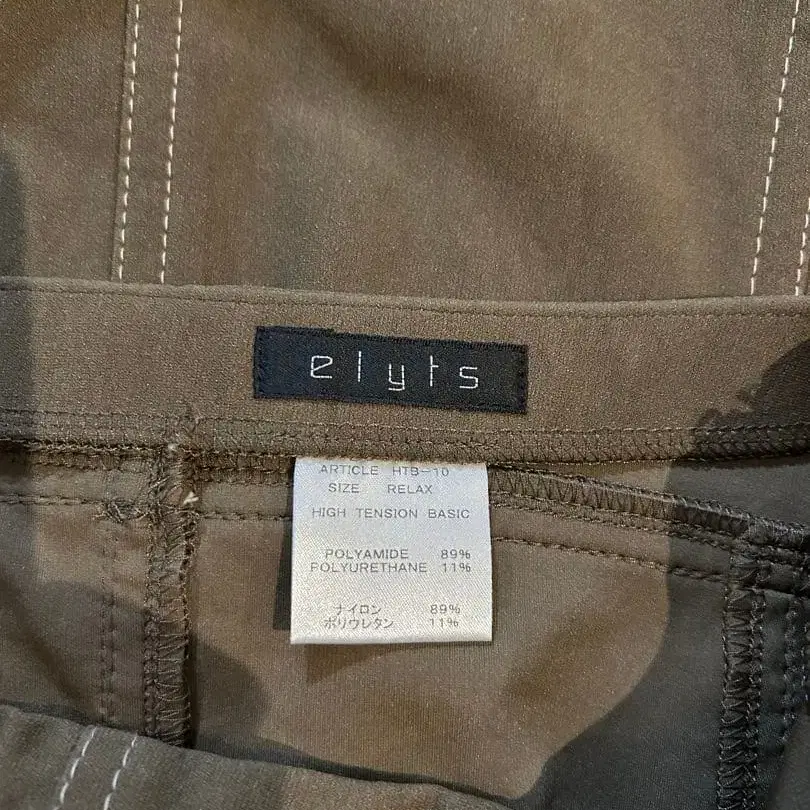 elyts
ARTICLE HTB-10
SIZE RELAX
HIGH TENSION BASIC
POLYAMIDE 89%
POLYURETHANE 11%
ナイロン 89%
ポリウレタン 11%